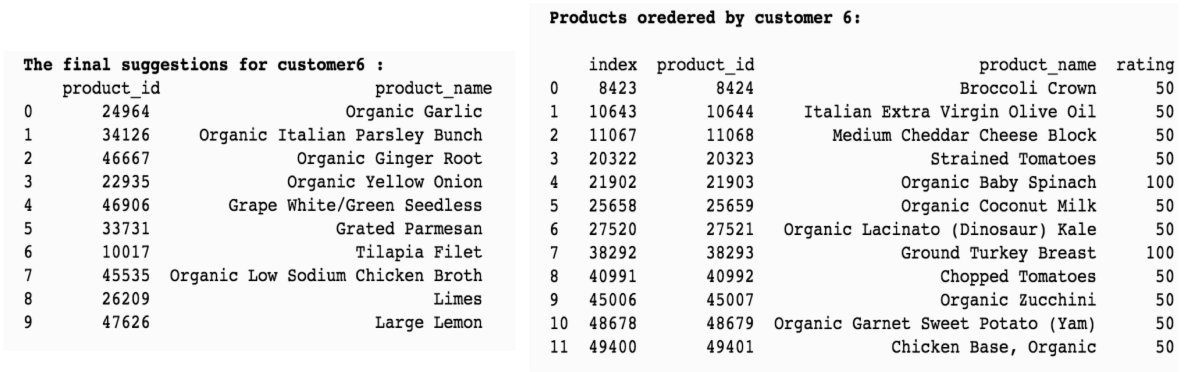 The final suggestions for customer6 :
product_id product_name
0 24964 Organic Garlic
1 34126 Organic Italian Parsley Bunch
2 46667 Organic Ginger Root
3 22935 Organic Yellow Onion
4 46906 Grape White/Green Seedless
5 33731 Grated Parmesan
6 10017 Tilapia Filet
7 45535 Organic Low Sodium Chicken Broth
8 26209 Limes
9 47626 Large Lemon
Products oredered by customer 6:
index product_id product_name rating
0 8423 8424 Broccoli Crown 50
1 10643 10644 Italian Extra Virgin Olive Oil 50
2 11067 11068 Medium Cheddar Cheese Block 50
3 20322 20323 Strained Tomatoes 50
4 21902 21903 Organic Baby Spinach 100
5 25658 25659 Organic Coconut Milk 50
6 27520 27521 Organic Lacinato (Dinosaur) Kale 50
7 38292 38293 Ground Turkey Breast 100
8 40991 40992 Chopped Tomatoes 50
9 45006 45007 Organic Zucchini 50
10 48678 48679 Organic Garnet Sweet Potato (Yam) 50
11 49400 49401 Chicken Base, Organic 50